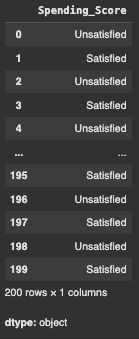 Spending_Score
0 Unsatisfied
1 Satisfied
2 Unsatisfied
3 Satisfied
4 Unsatisfied
... ...
195 Satisfied
196 Unsatisfied
197 Satisfied
198 Unsatisfied
199 Satisfied
200 rows × 1 columns
dtype: object